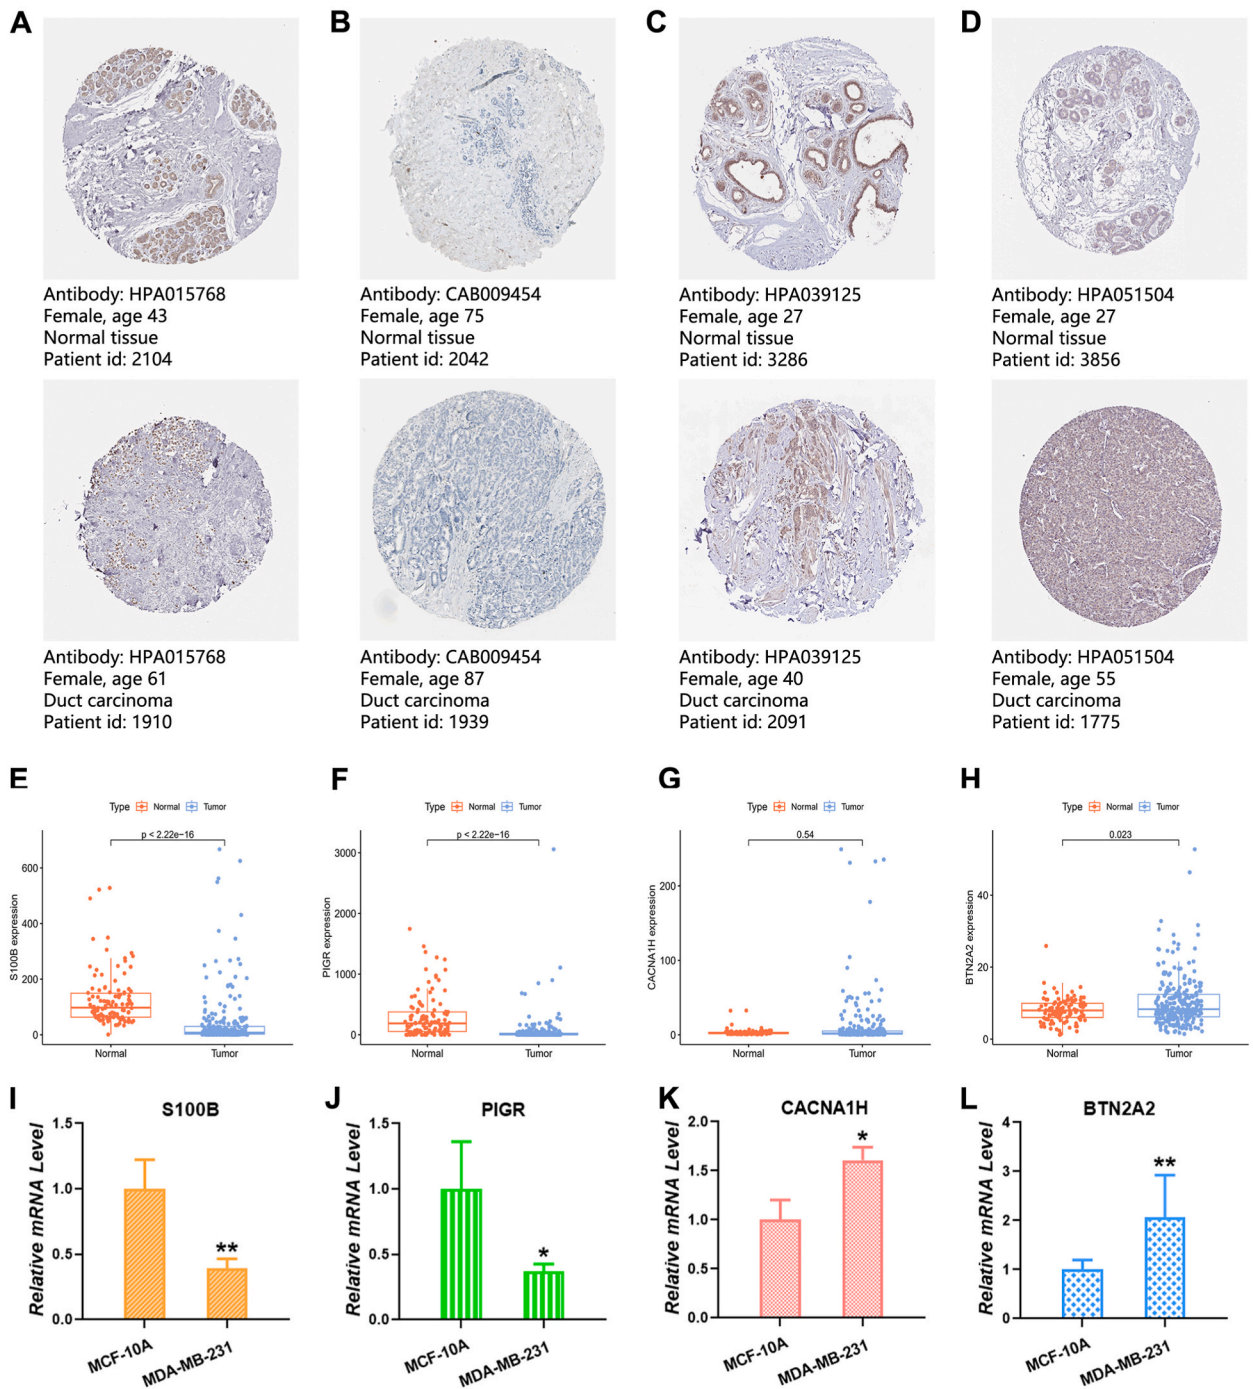 A
B
C
D
Antibody: HPA015768
Female, age 43
Normal tissue
Patient id: 2104
Antibody: CAB009454
Female, age 75
Normal tissue
Patient id: 2042
Antibody: HPA039125
Female, age 27
Normal tissue
Patient id: 3286
Antibody: HPA051504
Female, age 27
Normal tissue
Patient id: 3856
Antibody: HPA015768
Female, age 61
Duct carcinoma
Patient id: 1910
Antibody: CAB009454
Female, age 87
Duct carcinoma
Patient id: 1939
Antibody: HPA039125
Female, age 40
Duct carcinoma
Patient id: 2091
Antibody: HPA051504
Female, age 55
Duct carcinoma
Patient id: 1775
E
Type Normal Tumor
p < 2.22e-16
S100B expression
600
400
200
0
Normal Tumor
F
Type Normal Tumor
p < 2.22e-16
PIGR expression
3000
2000
1000
0
Normal Tumor
G
Type Normal Tumor
0.54
CACNA1H expression
200
100
0
Normal Tumor
H
Type Normal Tumor
0.023
BTN2A2 expression
40
20
0
Normal Tumor
I
S100B
Relative mRNA Level
1.5
1.0
0.5
0.0
**
MCF-10A
MDA-MB-231
J
PIGR
Relative mRNA Level
1.5
1.0
0.5
0.0
*
MCF-10A
MDA-MB-231
K
CACNA1H
Relative mRNA Level
2.0
1.5
1.0
0.5
0.0
*
MCF-10A
MDA-MB-231
L
BTN2A2
Relative mRNA Level
4
3
2
1
0
**
MCF-10A
MDA-MB-231